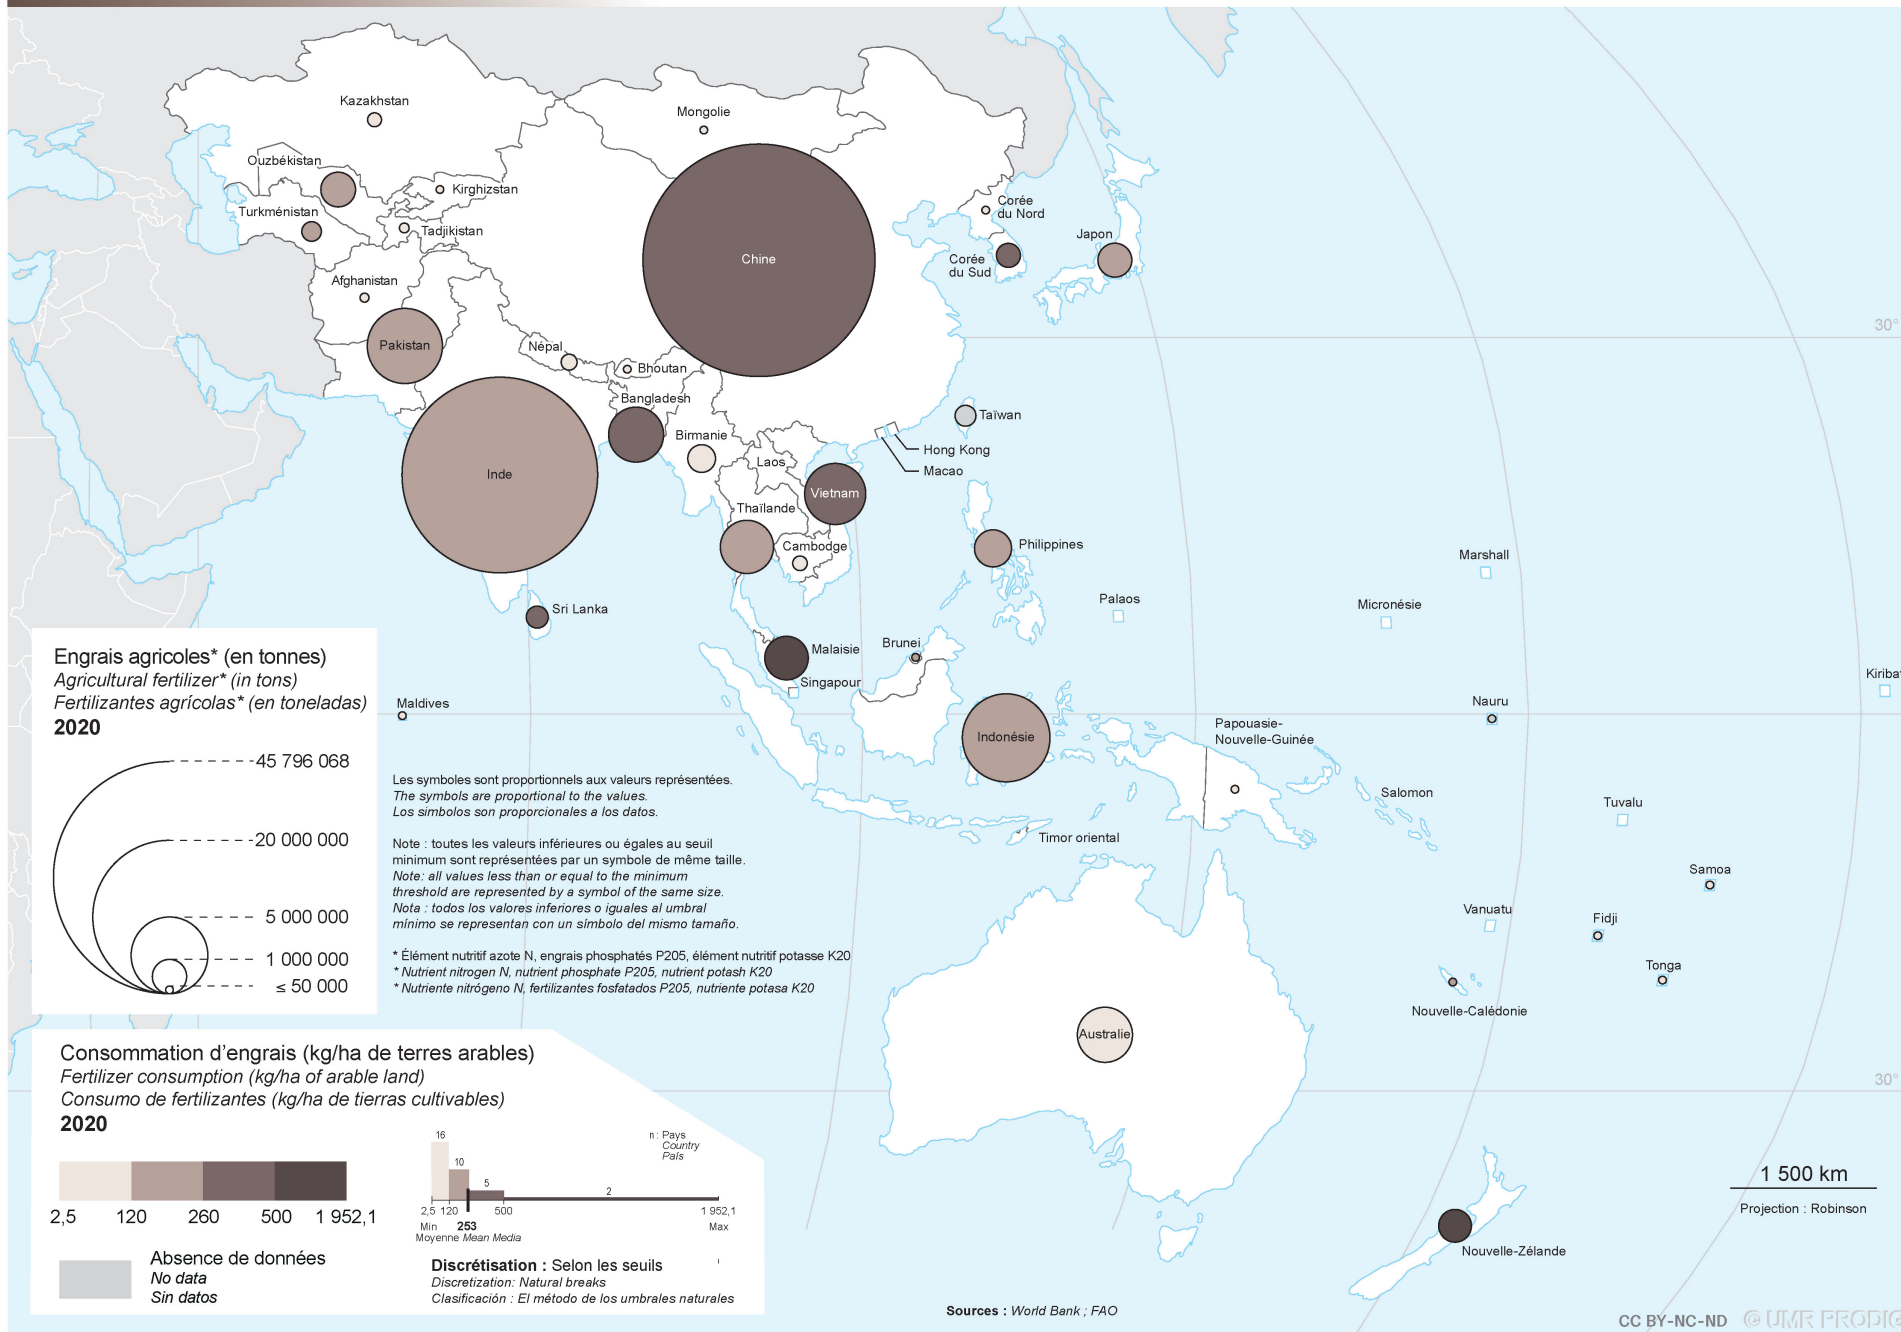 Kazakhstan
Mongolie
Ouzbékistan
Kirghizstan
Turkménistan
Tadjikistan
Corée
du Nord
Japon
Corée
du Sud
Chine
Afghanistan
Pakistan
30°
Népal
Bhoutan
Bangladesh
Taïwan
Birmanie
Hong Kong
Laos
Macao
Inde
Vietnam
Thaïlande
Cambodge
Philippines
Marshall
Palaos
Micronésie
Sri Lanka
Malaisie
Brunei
Singapour
Kiriba
Maldives
Nauru
Indonésie
Papouasie-
Nouvelle-Guinée
Salomon
Tuvalu
Timor oriental
Samoa
Vanuatu
Fidji
Tonga
Nouvelle-Calédonie
Australie
30°
Nouvelle-Zélande
Engrais agricoles* (en tonnes)
Agricultural fertilizer* (in tons)
Fertilizantes agrícolas* (en toneladas)
2020
45 796 068
20 000 000
5 000 000
1 000 000
≤ 50 000
Les symboles sont proportionnels aux valeurs représentées.
The symbols are proportional to the values.
Los simbolos son proporcionales a los datos.
Note : toutes les valeurs inférieures ou égales au seuil
minimum sont représentées par un symbole de même taille.
Note: all values less than or equal to the minimum
threshold are represented by a symbol of the same size.
Nota : todos los valores inferiores o iguales al umbral
mínimo se representan con un símbolo del mismo tamaño.
* Élément nutritif azote N, engrais phosphatés P205, élément nutritif potasse K20
* Nutrient nitrogen N, nutrient phosphate P205, nutrient potash K20
* Nutriente nitrógeno N, fertilizantes fosfatados P205, nutriente potasa K20
Consommation d'engrais (kg/ha de terres arables)
Fertilizer consumption (kg/ha of arable land)
Consumo de fertilizantes (kg/ha de tierras cultivables)
2020
2,5 120 260 500 1 952,1
Absence de données
No data
Sin datos
16
10
5
2
n : Pays
Country
País
2,5 120 500 1 952,1
Min 253 Max
Moyenne Mean Media
Discrétisation : Selon les seuils
Discretization: Natural breaks
Clasificación : El método de los umbrales naturales
1 500 km
Projection : Robinson
Sources : World Bank ; FAO
CC BY-NC-ND © UMR PRODIG